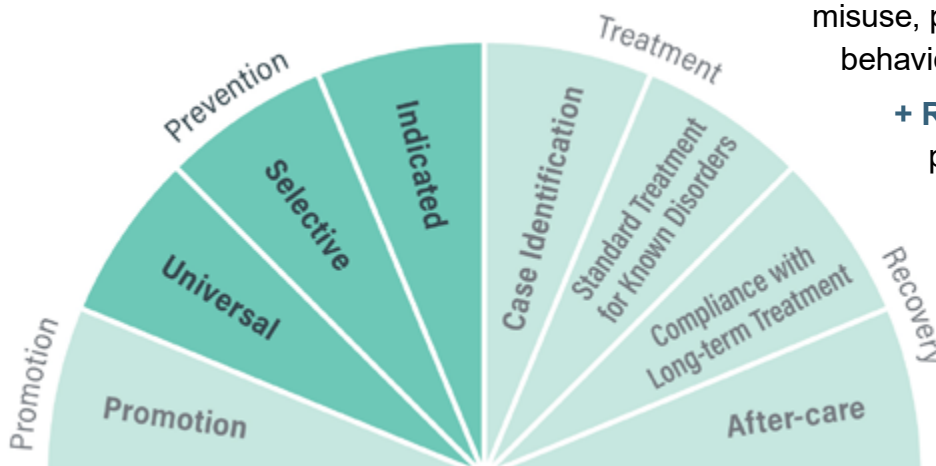 misuse, p
behavio
+ R
p
Promotion
Prevention
Treatment
Recovery
Promotion
Universal
Selective
Indicated
Case Identification
Standard Treatment
for Known Disorders
Compliance with
Long-term Treatment
After-care